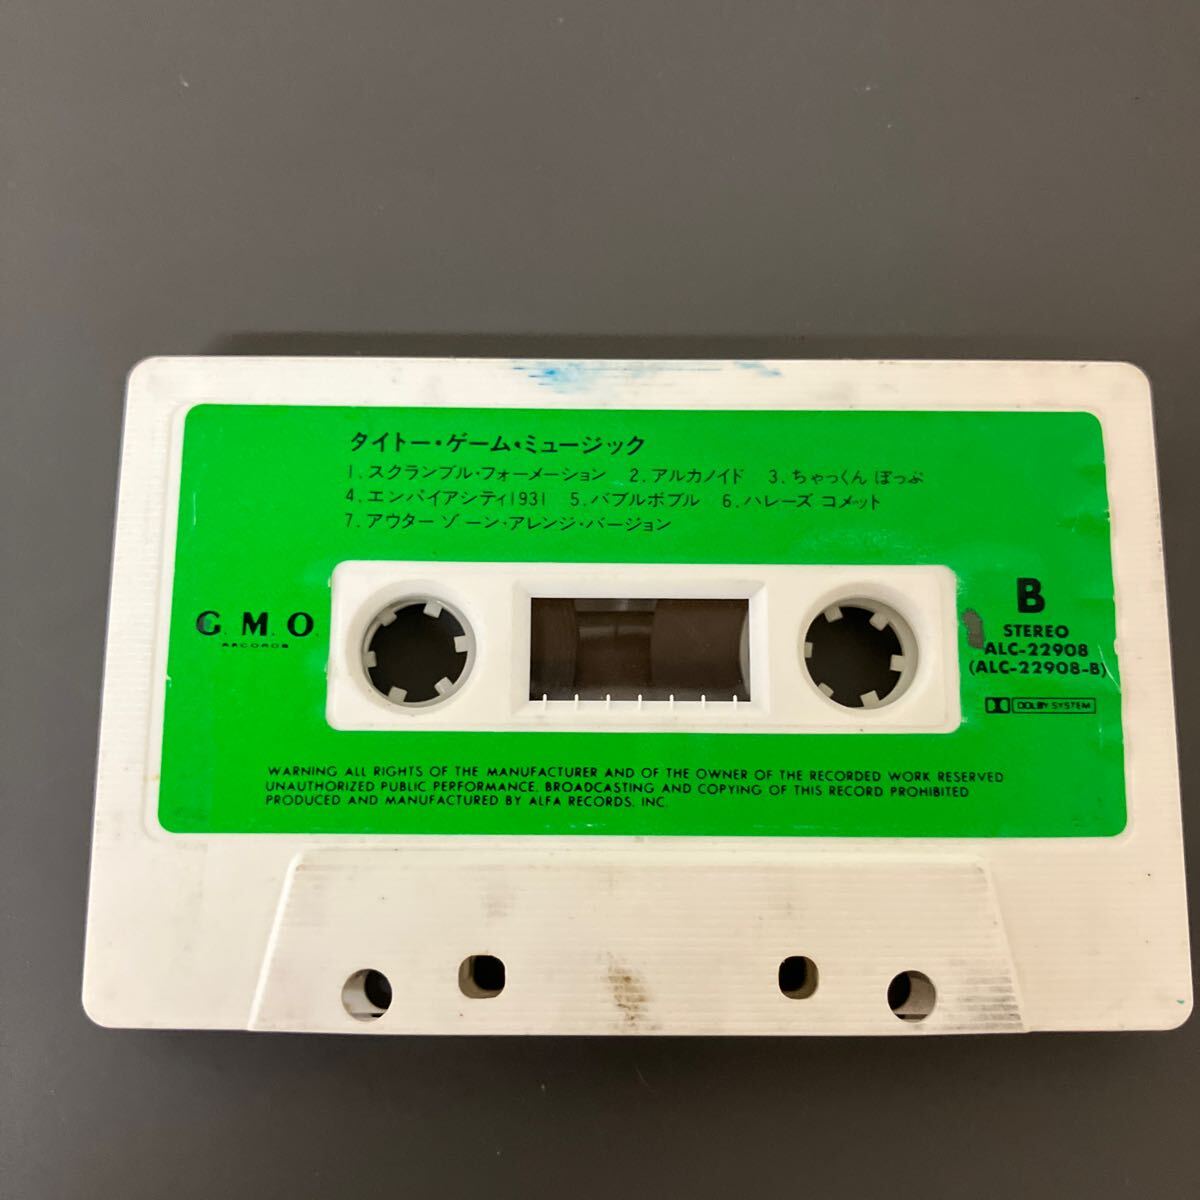 タイトー・ゲーム・ミュージック
1. スクランブル・フォーメーション 2. アルカノイド 3. ちゃっくん ぽっぷ
4. エンパイアシティ1931 5. バブルボブル 6. ハレーズ コメット
7. アウター ゾーン・アレンジ・バージョン
G. M. O.
RECORDS
B
STEREO
ALC-22908
(ALC-22908-B)
DOLBY SYSTEM
WARNING ALL RIGHTS OF THE MANUFACTURER AND OF THE OWNER OF THE RECORDED WORK RESERVED
UNAUTHORIZED PUBLIC PERFORMANCE. BROADCASTING AND COPYING OF THIS RECORD PROHIBITED
PRODUCED AND MANUFACTURED BY ALFA RECORDS, INC.